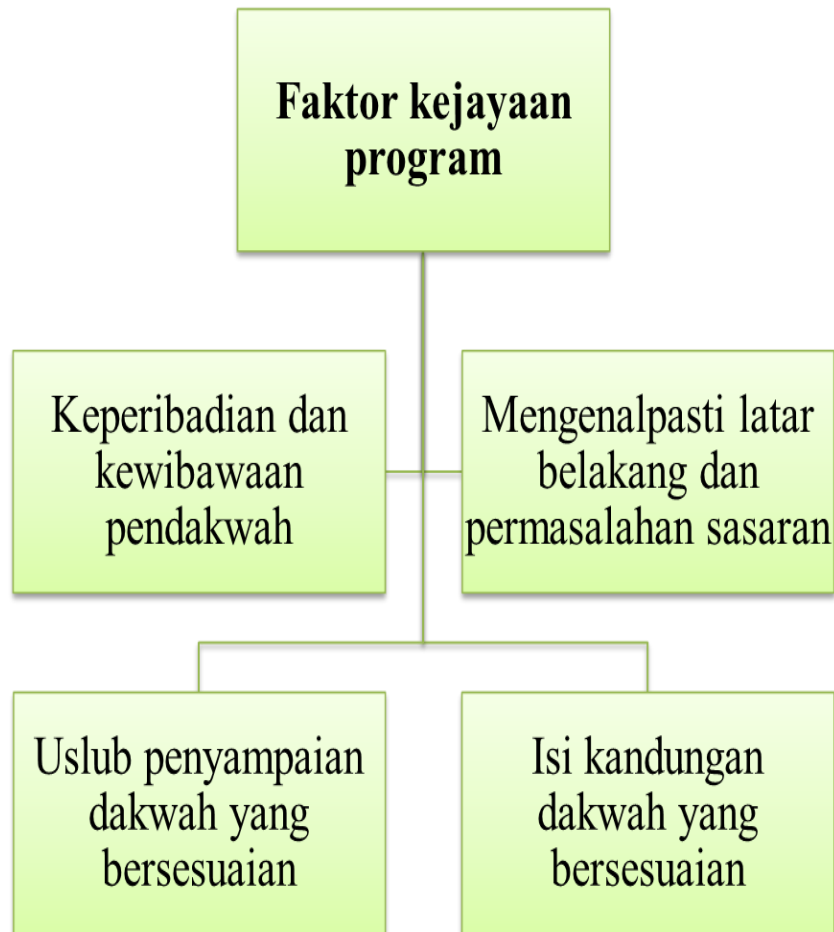 Faktor kejayaan
program
Keperibadian dan
kewibawaan
pendakwah
Mengenalpasti latar
belakang dan
permasalahan sasaran
Uslub penyampaian
dakwah yang
bersesuaian
Isi kandungan
dakwah yang
bersesuaian